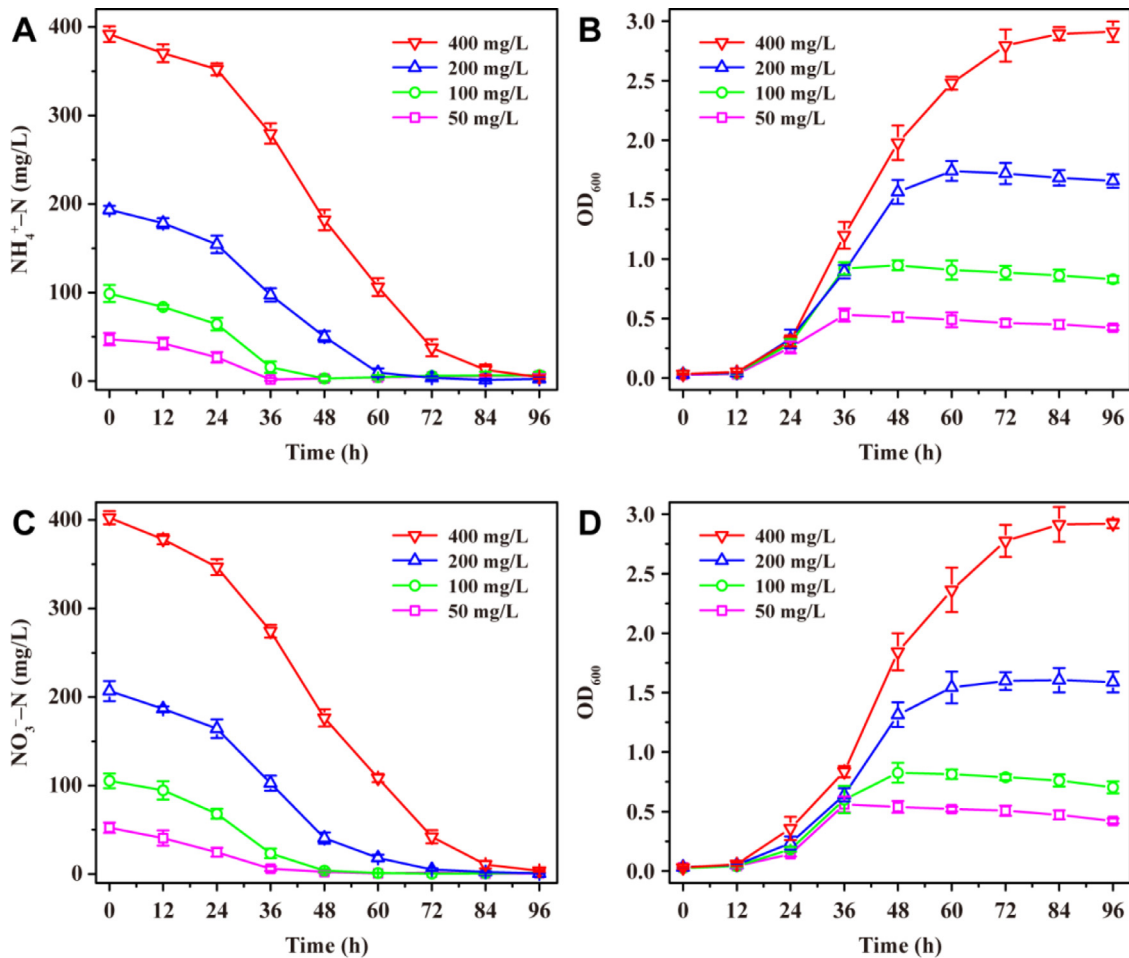 A
NH₄⁺–N (mg/L)
400
300
200
100
0
400 mg/L
200 mg/L
100 mg/L
50 mg/L
0 12 24 36 48 60 72 84 96
Time (h)
B
OD₆₀₀
3.0
2.5
2.0
1.5
1.0
0.5
0.0
400 mg/L
200 mg/L
100 mg/L
50 mg/L
0 12 24 36 48 60 72 84 96
Time (h)
C
NO₃⁻–N (mg/L)
400
300
200
100
0
400 mg/L
200 mg/L
100 mg/L
50 mg/L
0 12 24 36 48 60 72 84 96
Time (h)
D
OD₆₀₀
3.0
2.5
2.0
1.5
1.0
0.5
0.0
400 mg/L
200 mg/L
100 mg/L
50 mg/L
0 12 24 36 48 60 72 84 96
Time (h)